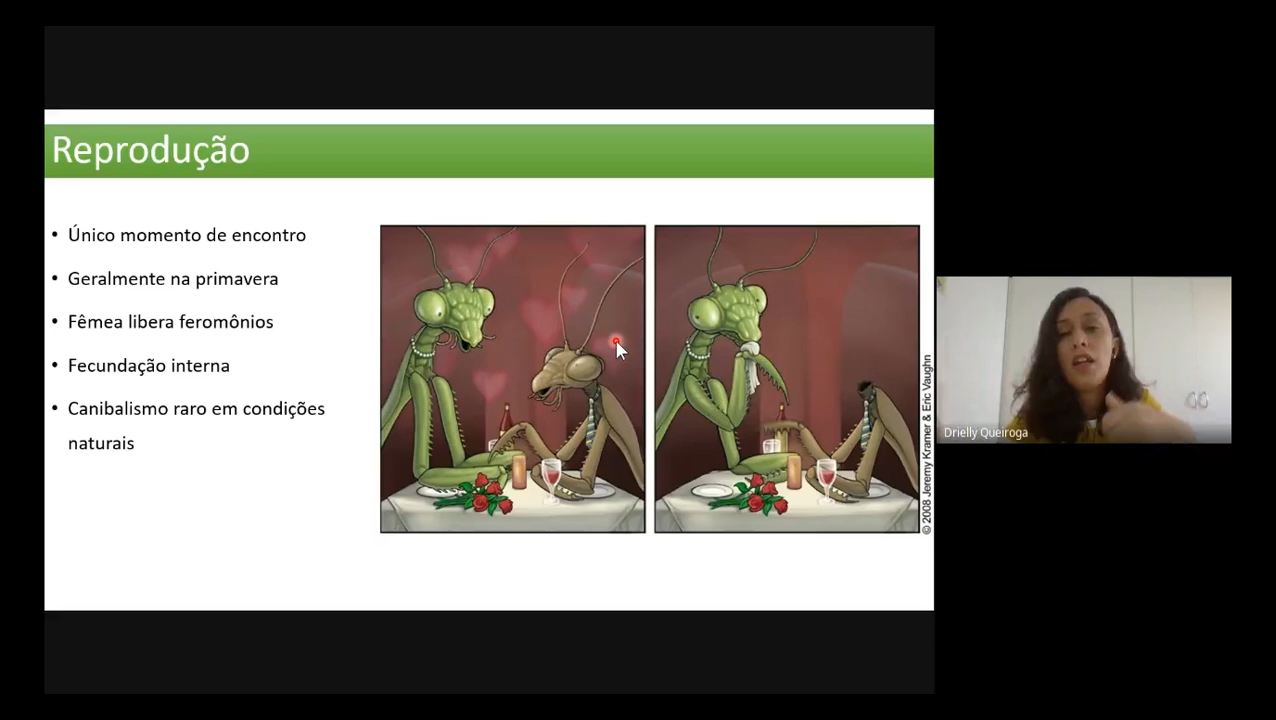 Reprodução
• Único momento de encontro
• Geralmente na primavera
• Fêmea libera feromônios
• Fecundação interna
• Canibalismo raro em condições
naturais
© 2008 Jeremy Kramer & Eric Vaughn
Drielly Queiroga